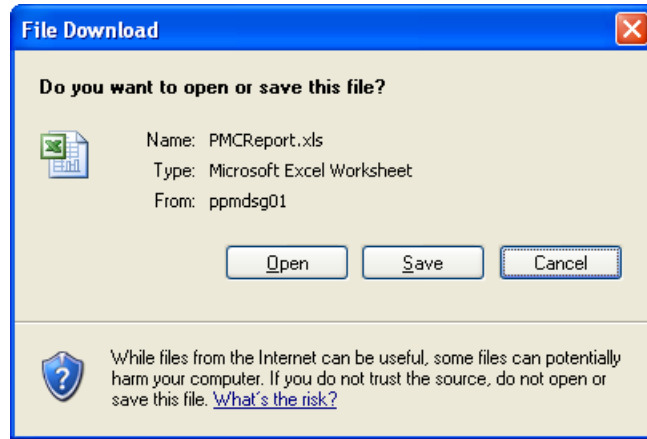 File Download
Do you want to open or save this file?
Name: PMCReport.xls
Type: Microsoft Excel Worksheet
From: ppmdsg01
Open Save Cancel
While files from the Internet can be useful, some files can potentially
harm your computer. If you do not trust the source, do not open or
save this file. What's the risk?